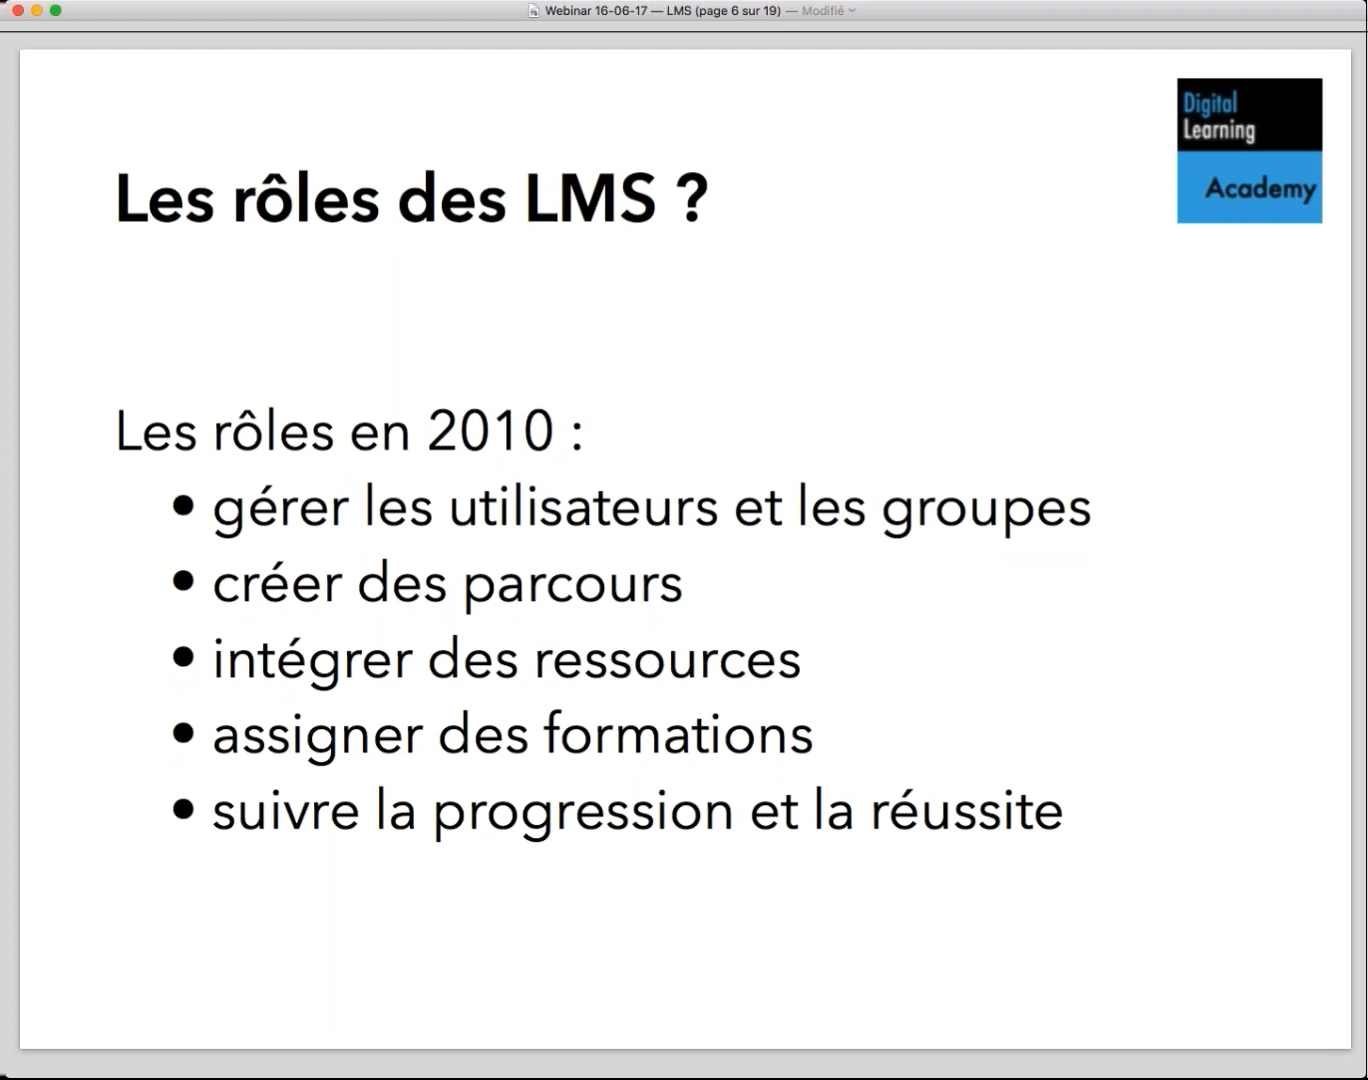 Webinar 16-06-17 — LMS (page 6 sur 19) — Modifié
Digital
Learning
Academy
Les rôles des LMS ?
Les rôles en 2010 :
• gérer les utilisateurs et les groupes
• créer des parcours
• intégrer des ressources
• assigner des formations
• suivre la progression et la réussite